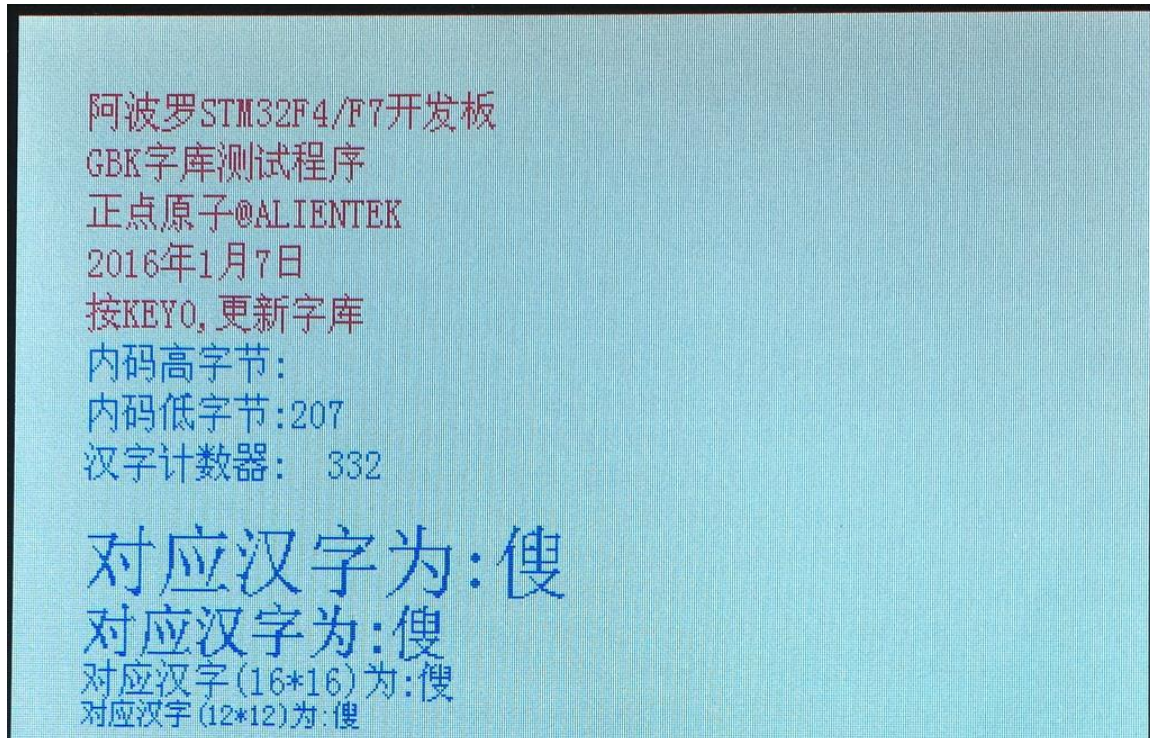 阿波罗STM32F4/F7开发板
GBK字库测试程序
正点原子@ALIENTEK
2016年1月7日
按KEY0,更新字库
内码高字节:
内码低字节:207
汉字计数器: 332
对应汉字为:傁
对应汉字为:傁
对应汉字(16*16)为:傁
对应汉字(12*12)为:傁